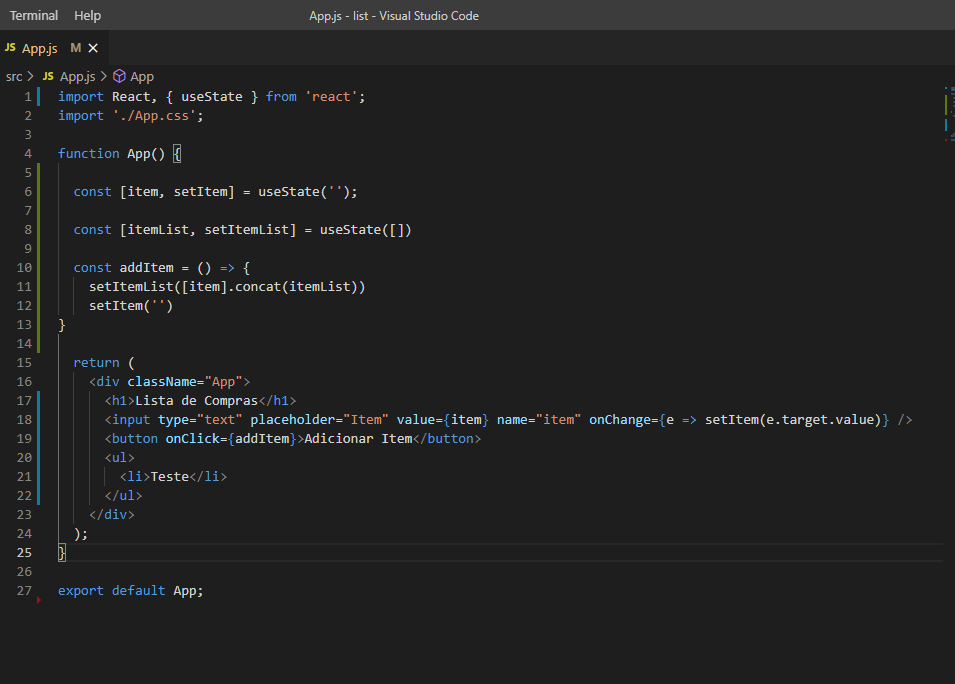 Terminal Help App.js - list - Visual Studio Code
JS App.js M
src > JS App.js > App
1 import React, { useState } from 'react';
2 import './App.css';
3
4 function App() {
5
6 const [item, setItem] = useState('');
7
8 const [itemList, setItemList] = useState([])
9
10 const addItem = () => {
11 setItemList([item].concat(itemList))
12 setItem('')
13 }
14
15 return (
16 <div className="App">
17 <h1>Lista de Compras</h1>
18 <input type="text" placeholder="Item" value={item} name="item" onChange={e => setItem(e.target.value)} />
19 <button onClick={addItem}>Adicionar Item</button>
20 <ul>
21 <li>Teste</li>
22 </ul>
23 </div>
24 );
25 }
26
27 export default App;